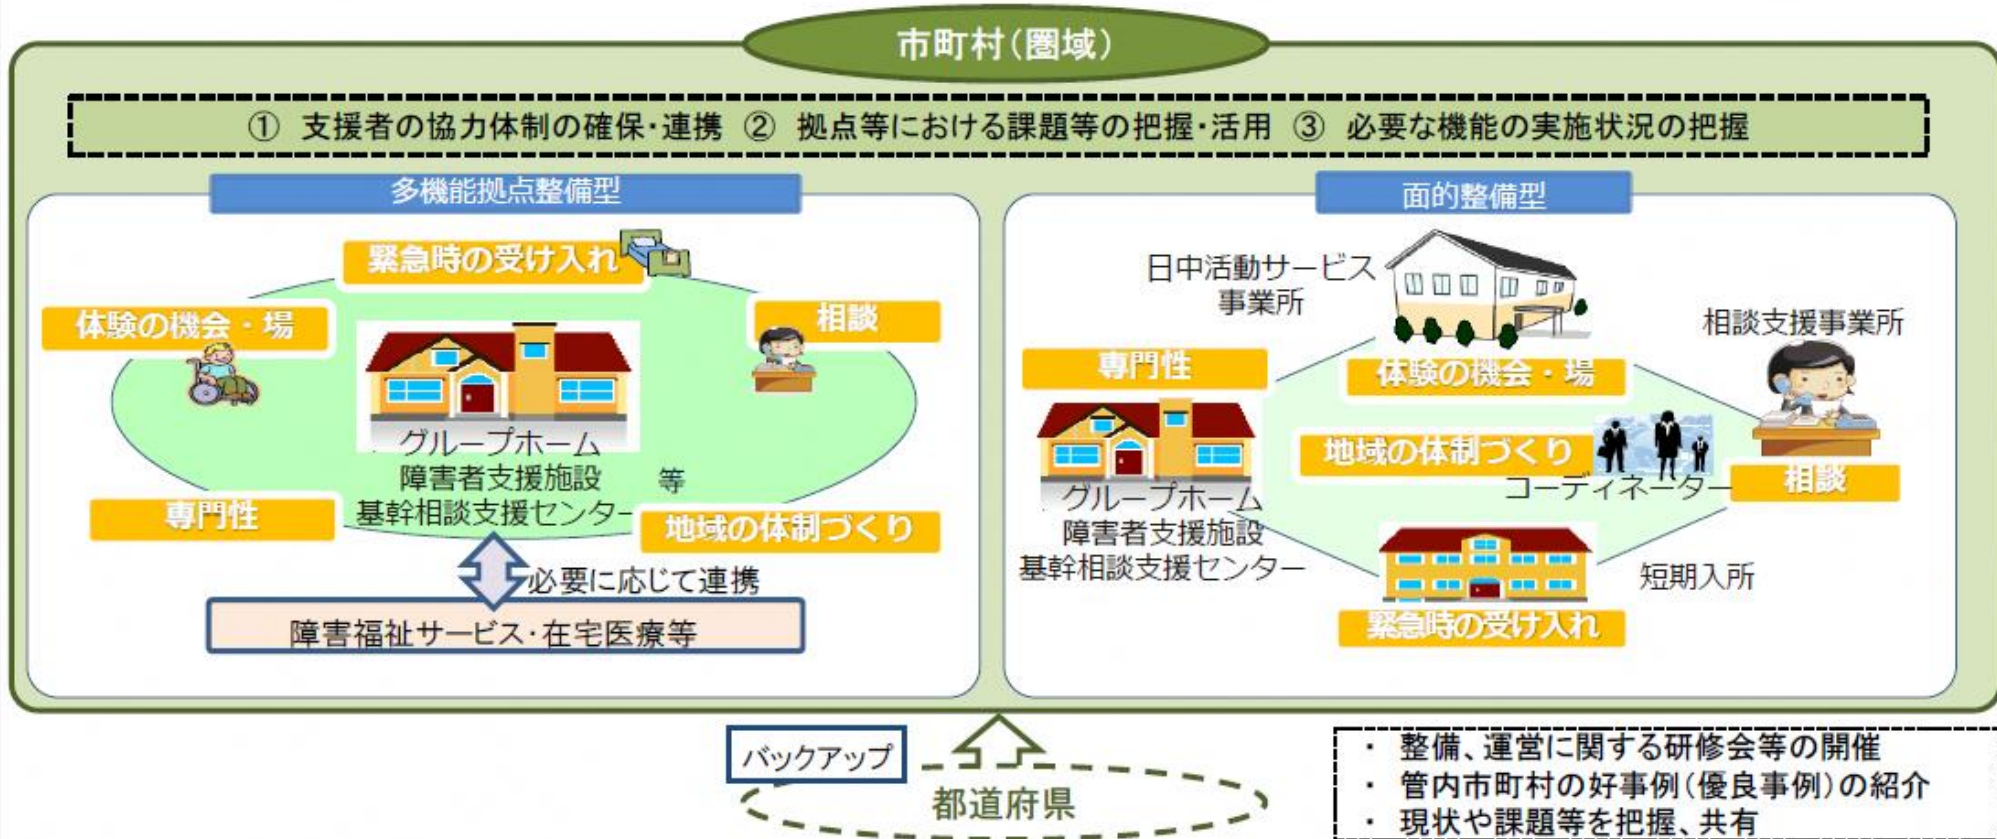 市町村(圏域)
① 支援者の協力体制の確保・連携 ② 拠点等における課題等の把握・活用 ③ 必要な機能の実施状況の把握
多機能拠点整備型
緊急時の受け入れ
体験の機会・場
相談
グループホーム
障害者支援施設
等
基幹相談支援センター
専門性
地域の体制づくり
必要に応じて連携
障害福祉サービス・在宅医療等
面的整備型
日中活動サービス
事業所
相談支援事業所
専門性
体験の機会・場
地域の体制づくり
コーディネーター
相談
グループホーム
障害者支援施設
基幹相談支援センター
短期入所
緊急時の受け入れ
バックアップ
都道府県
・ 整備、運営に関する研修会等の開催
・ 管内市町村の好事例(優良事例)の紹介
・ 現状や課題等を把握、共有